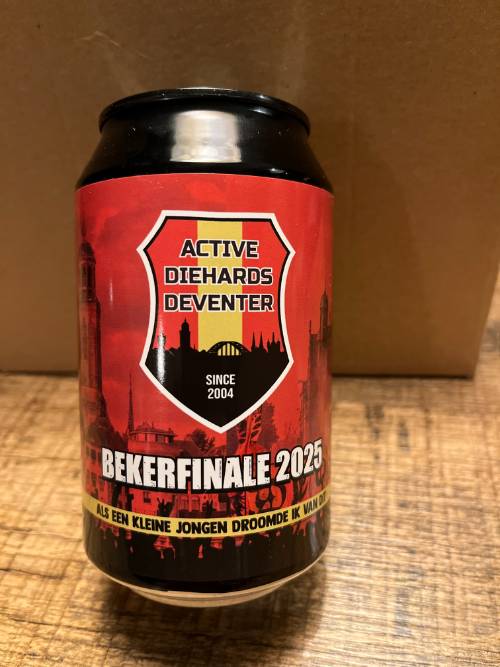 ACTIVE
DIEHARDS
DEVENTER
SINCE
2004
BEKERFINALE 2025
ALS EEN KLEINE JONGEN DROOMDE IK VAN